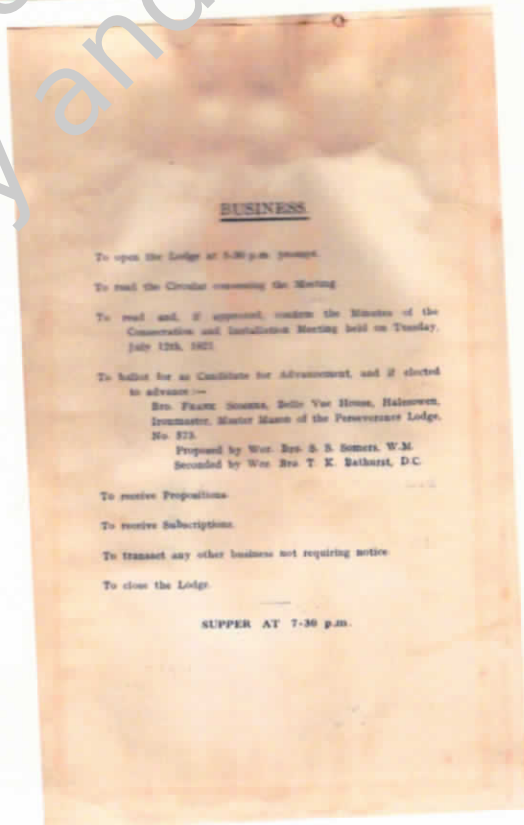 y and
BUSINESS.
To open the Lodge at 5-30 p.m. prompt.
To read the Circular convening the Meeting.
To read and, if approved, confirm the Minutes of the
Consecration and Installation Meeting held on Tuesday,
July 12th,
To ballot for as Candidate for Advancement, and if elected
to advance :—
Bro. Frank Somers, Belle Vue House, Halesowen,
Ironmaster, Master Mason of the Perseverance Lodge,
No. 573.
Proposed by Wor. Bro. S. S. Somers, W.M.
Seconded by Wor. Bro. T. K. Bathurst, D.C.
To receive Propositions.
To receive Subscriptions.
To transact any other business not requiring notice.
To close the Lodge.
SUPPER AT 7-30 p.m.